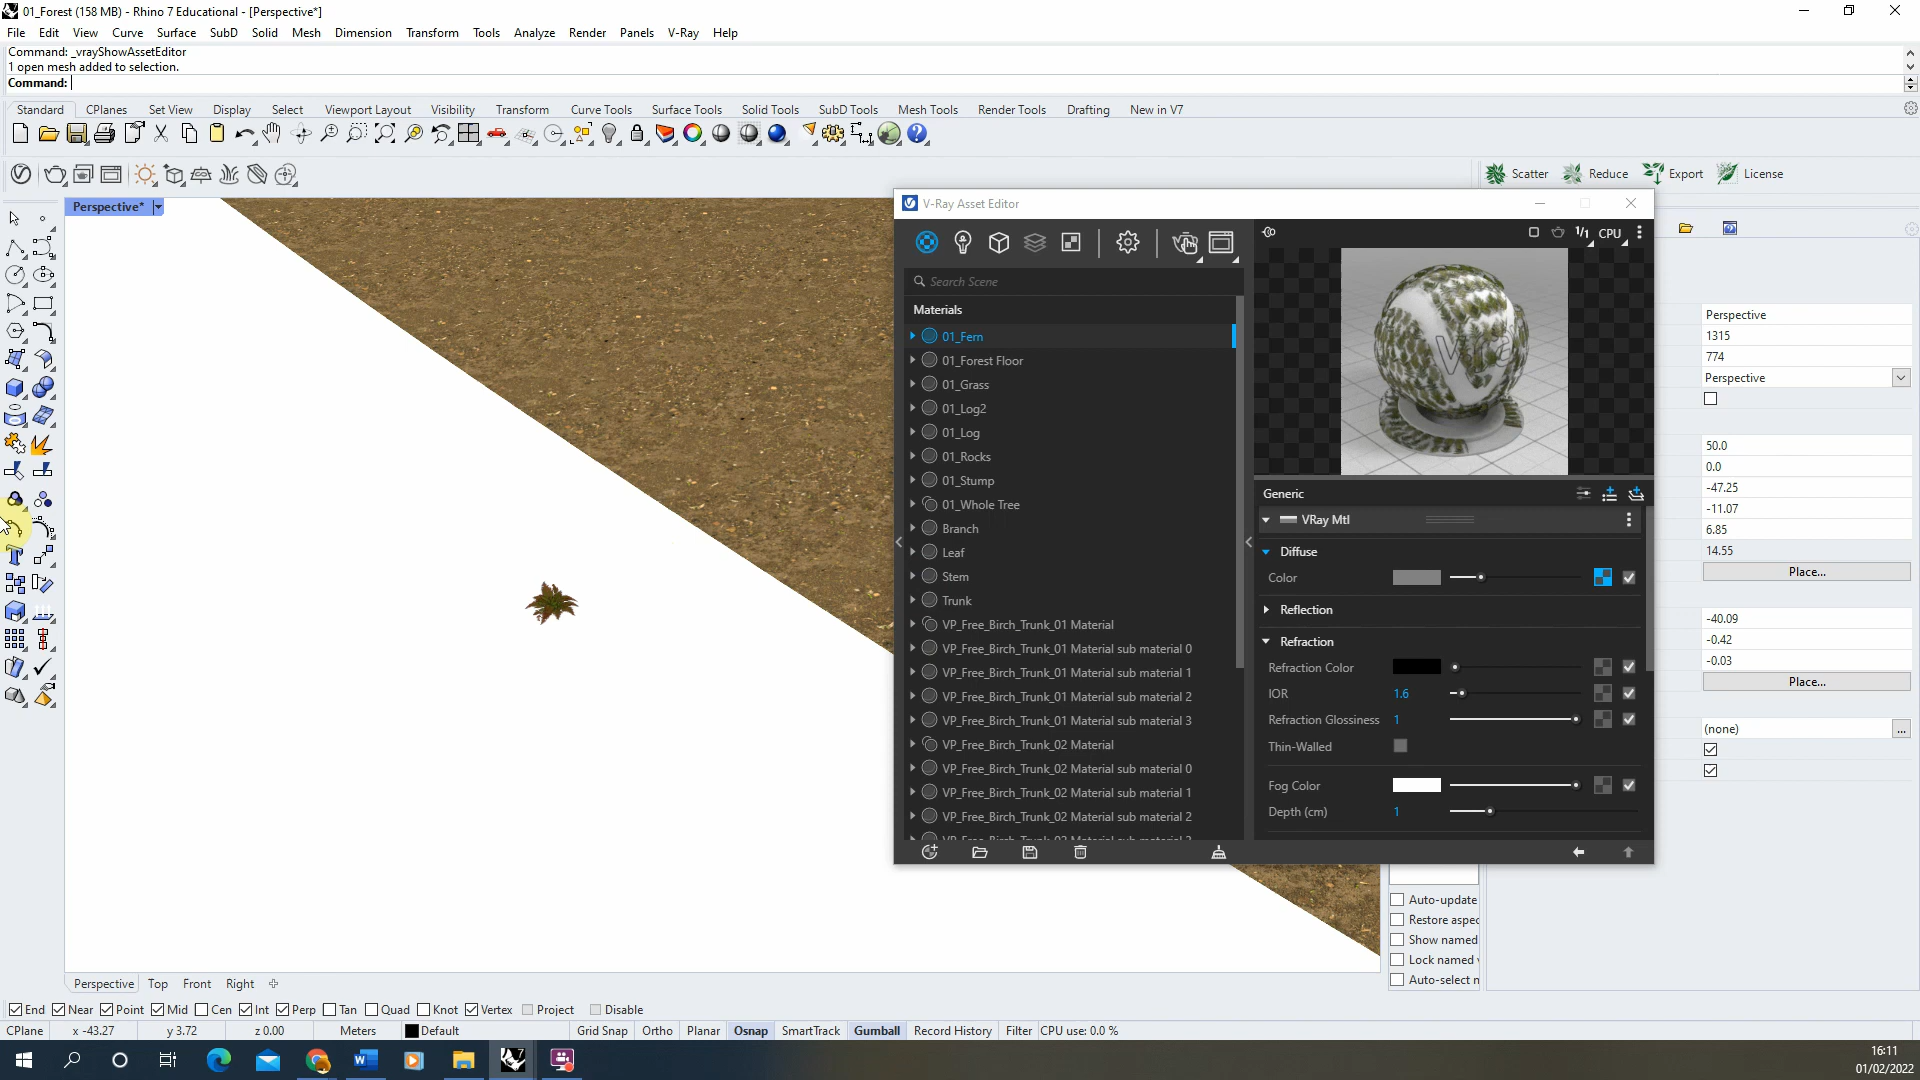 01_Forest (158 MB) - Rhino 7 Educational - [Perspective*]
File Edit View Curve Surface SubD Solid Mesh Dimension Transform Tools Analyze Render Panels V-Ray Help
Command: _vrayShowAssetEditor
1 open mesh added to selection.
Command:
Standard CPlanes Set View Display Select Viewport Layout Visibility Transform Curve Tools Surface Tools Solid Tools SubD Tools Mesh Tools Render Tools Drafting New in V7
Scatter Reduce Export License
Perspective*
V-Ray Asset Editor
1/1 CPU
Search Scene
Materials
01_Fern
01_Forest Floor
01_Grass
01_Log2
01_Log
01_Rocks
01_Stump
01_Whole Tree
Branch
Leaf
Stem
Trunk
VP_Free_Birch_Trunk_01 Material
VP_Free_Birch_Trunk_01 Material sub material 0
VP_Free_Birch_Trunk_01 Material sub material 1
VP_Free_Birch_Trunk_01 Material sub material 2
VP_Free_Birch_Trunk_01 Material sub material 3
VP_Free_Birch_Trunk_02 Material
VP_Free_Birch_Trunk_02 Material sub material 0
VP_Free_Birch_Trunk_02 Material sub material 1
VP_Free_Birch_Trunk_02 Material sub material 2
Generic
VRay Mtl
Diffuse
Color
Reflection
Refraction
Refraction Color
IOR 1.6
Refraction Glossiness 1
Thin-Walled
Fog Color
Depth (cm) 1
Perspective
1315
774
Perspective
50.0
0.0
-47.25
-11.07
6.85
14.55
Place...
-40.09
-0.42
-0.03
Place...
(none) ...
Auto-update
Restore aspec
Show named
Lock named
Auto-select
Perspective Top Front Right
End Near Point Mid Cen Int Perp Tan Quad Knot Vertex Project Disable
CPlane x -43.27 y 3.72 z 0.00 Meters Default Grid Snap Ortho Planar Osnap SmartTrack Gumball Record History Filter CPU use: 0.0 %
16:11
01/02/2022